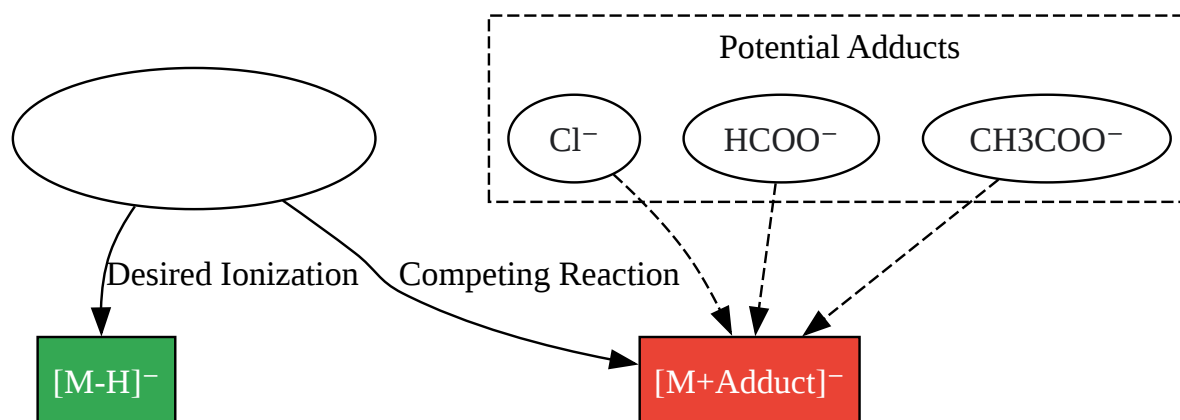 Potential Adducts
Cl⁻
HCOO⁻
CH3COO⁻
Desired Ionization
Competing Reaction
[M-H]⁻
[M+Adduct]⁻